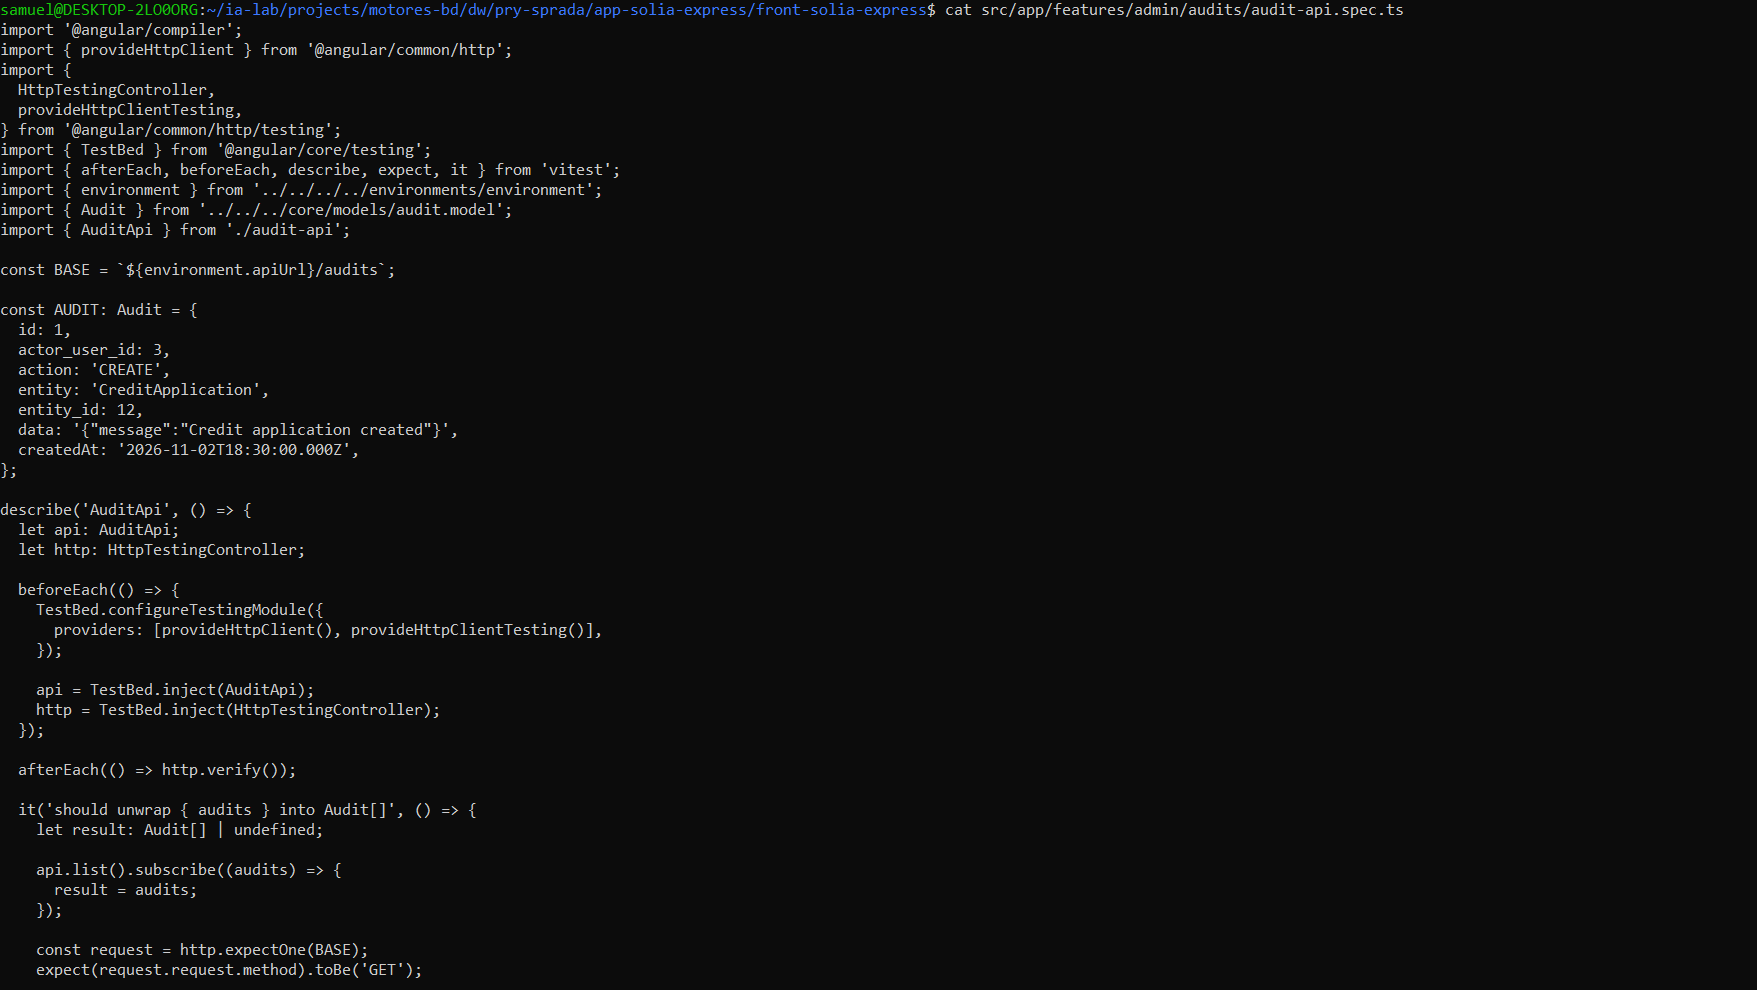 samuel@DESKTOP-2LO0ORG:~/ia-lab/projects/motores-bd/dw/pry-sprada/app-solia-express/front-solia-express$ cat src/app/features/admin/audits/audit-api.spec.ts
import '@angular/compiler';
import { provideHttpClient } from '@angular/common/http';
import {
  HttpTestingController,
  provideHttpClientTesting,
} from '@angular/common/http/testing';
import { TestBed } from '@angular/core/testing';
import { afterEach, beforeEach, describe, expect, it } from 'vitest';
import { environment } from '../../../../environments/environment';
import { Audit } from '../../../core/models/audit.model';
import { AuditApi } from './audit-api';

const BASE = `${environment.apiUrl}/audits`;

const AUDIT: Audit = {
  id: 1,
  actor_user_id: 3,
  action: 'CREATE',
  entity: 'CreditApplication',
  entity_id: 12,
  data: '{"message":"Credit application created"}',
  createdAt: '2026-11-02T18:30:00.000Z',
};

describe('AuditApi', () => {
  let api: AuditApi;
  let http: HttpTestingController;

  beforeEach(() => {
    TestBed.configureTestingModule({
      providers: [provideHttpClient(), provideHttpClientTesting()],
    });

    api = TestBed.inject(AuditApi);
    http = TestBed.inject(HttpTestingController);
  });

  afterEach(() => http.verify());

  it('should unwrap { audits } into Audit[]', () => {
    let result: Audit[] | undefined;

    api.list().subscribe((audits) => {
      result = audits;
    });

    const request = http.expectOne(BASE);
    expect(request.request.method).toBe('GET');